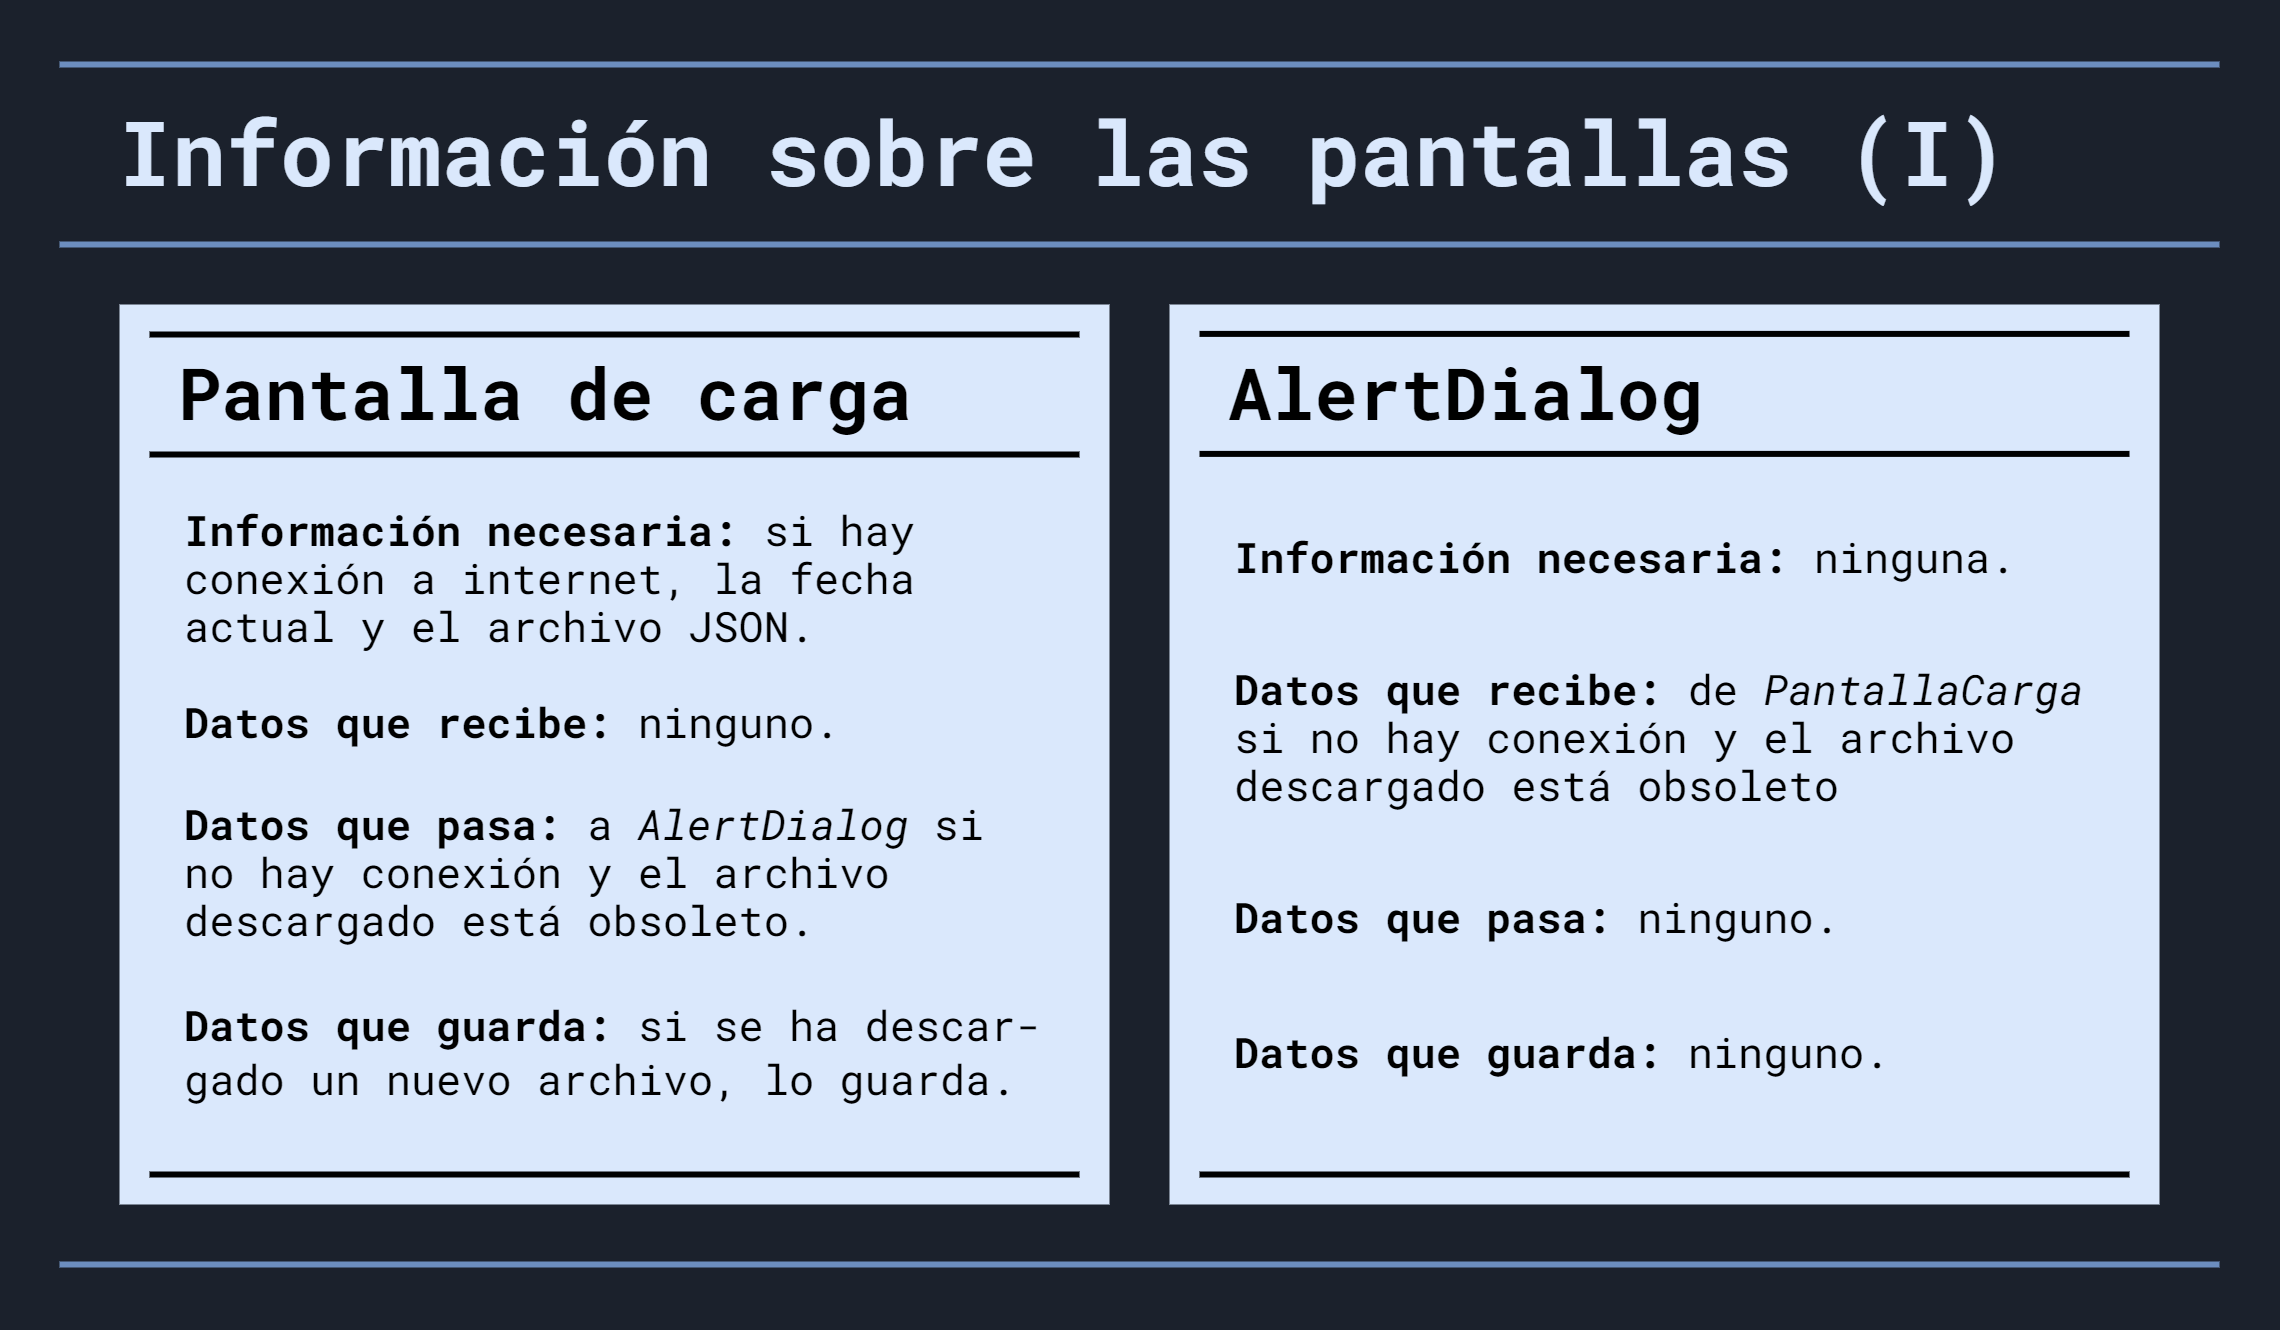 Información sobre las pantallas (I)
Pantalla de carga
Información necesaria: si hay
conexión a internet, la fecha
actual y el archivo JSON.
Datos que recibe: ninguno.
Datos que pasa: a AlertDialog si
no hay conexión y el archivo
descargado está obsoleto.
Datos que guarda: si se ha descar-
gado un nuevo archivo, lo guarda.
AlertDialog
Información necesaria: ninguna.
Datos que recibe: de PantallaCarga
si no hay conexión y el archivo
descargado está obsoleto
Datos que pasa: ninguno.
Datos que guarda: ninguno.